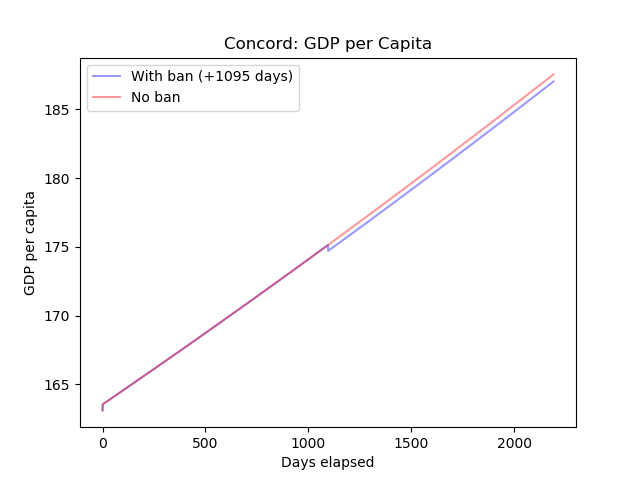 Concord: GDP per Capita
With ban (+1095 days)
No ban
GDP per capita
185
180
175
170
165
0
500
1000
1500
2000
Days elapsed